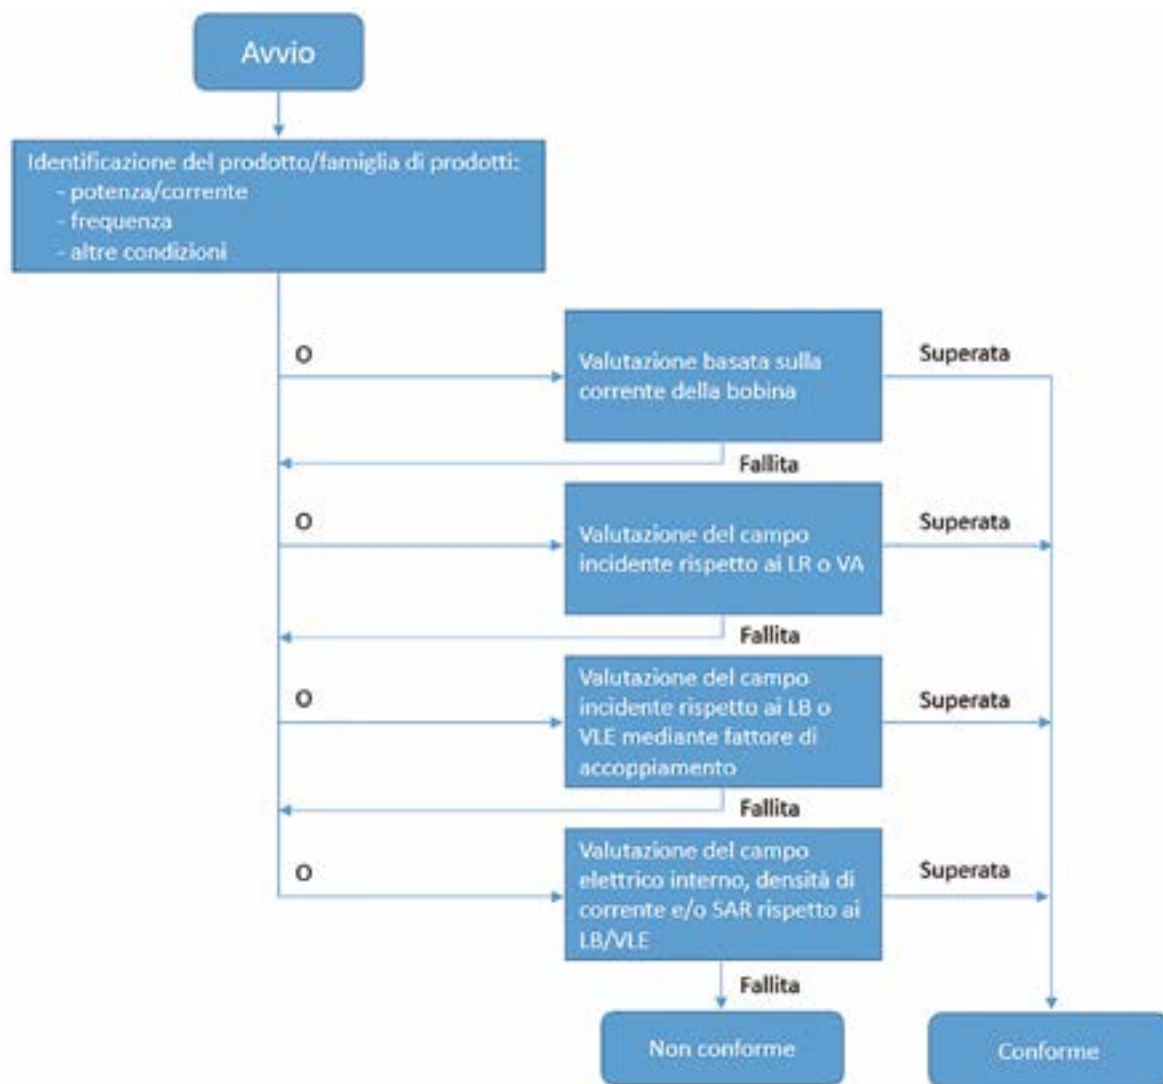 Avvio
Identificazione del prodotto/famiglia di prodotti:
- potenza/corrente
- frequenza
- altre condizioni
O
Valutazione basata sulla
corrente della bobina
Superata
Fallita
O
Valutazione del campo
incidente rispetto ai LR o VA
Superata
Fallita
O
Valutazione del campo
incidente rispetto ai LB o
VLE mediante fattore di
accoppiamento
Superata
Fallita
O
Valutazione del campo
elettrico interno, densità di
corrente e/o SAR rispetto ai
LB/VLE
Superata
Fallita
Non conforme
Conforme